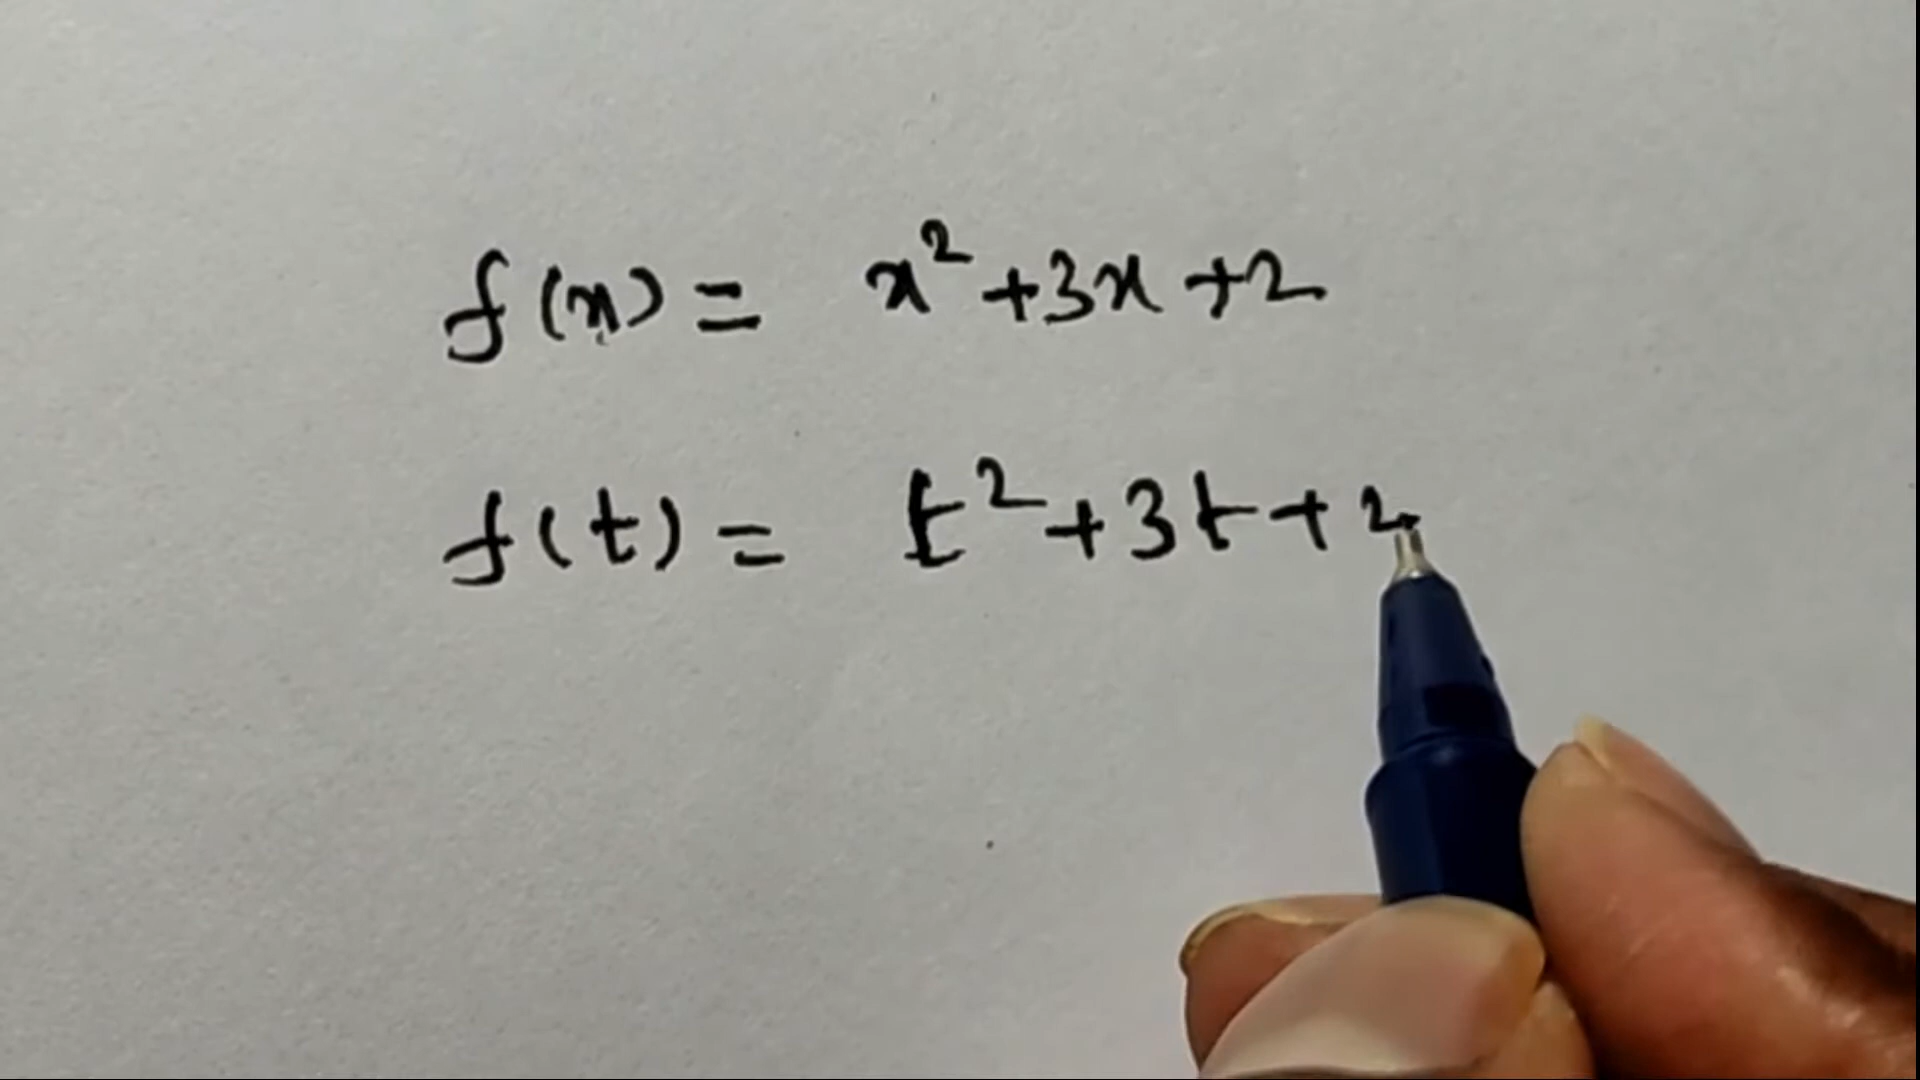 f(x) = x² + 3x + 2
f(t) = t² + 3t + 2